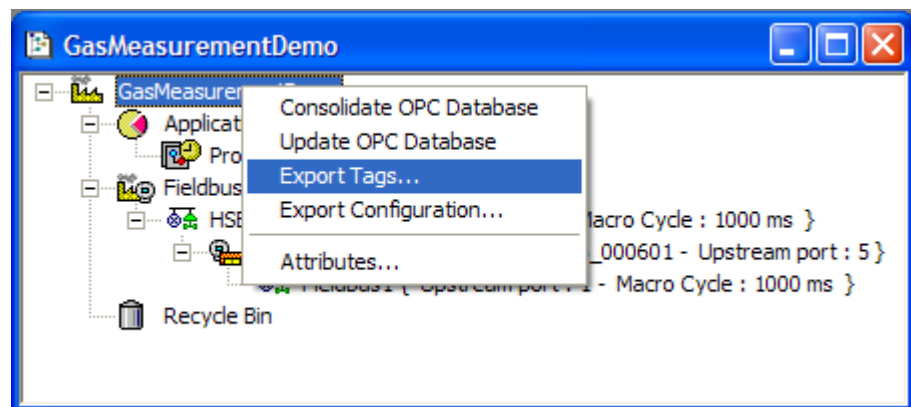 GasMeasurementDemo
GasMeasurem
Consolidate OPC Database
Applicat
Update OPC Database
Pro
Export Tags...
Fieldbus
Export Configuration...
HSE
Macro Cycle : 1000 ms }
Attributes...
_000601 - Upstream port : 5 }
Fieldbus1 { Upstream port : 1 - Macro Cycle : 1000 ms }
Recycle Bin